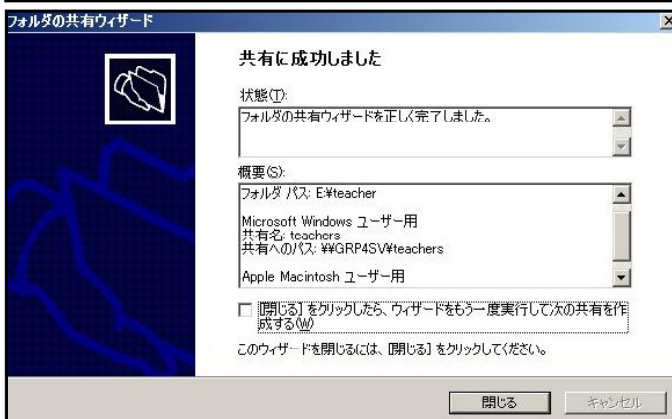 フォルダの共有ウィザード
共有に成功しました
状態(T):
フォルダの共有ウィザードを正しく完了しました。
概要(S):
フォルダ パス: E:¥teacher
Microsoft Windows ユーザー用
共有名: teachers
共有へのパス: ¥¥GRP4SV¥teachers
Apple Macintosh ユーザー用
[閉じる] をクリックしたら、ウィザードをもう一度実行して次の共有を作
成する(W)
このウィザードを閉じるには、[閉じる] をクリックしてください。
閉じる
キャンセル